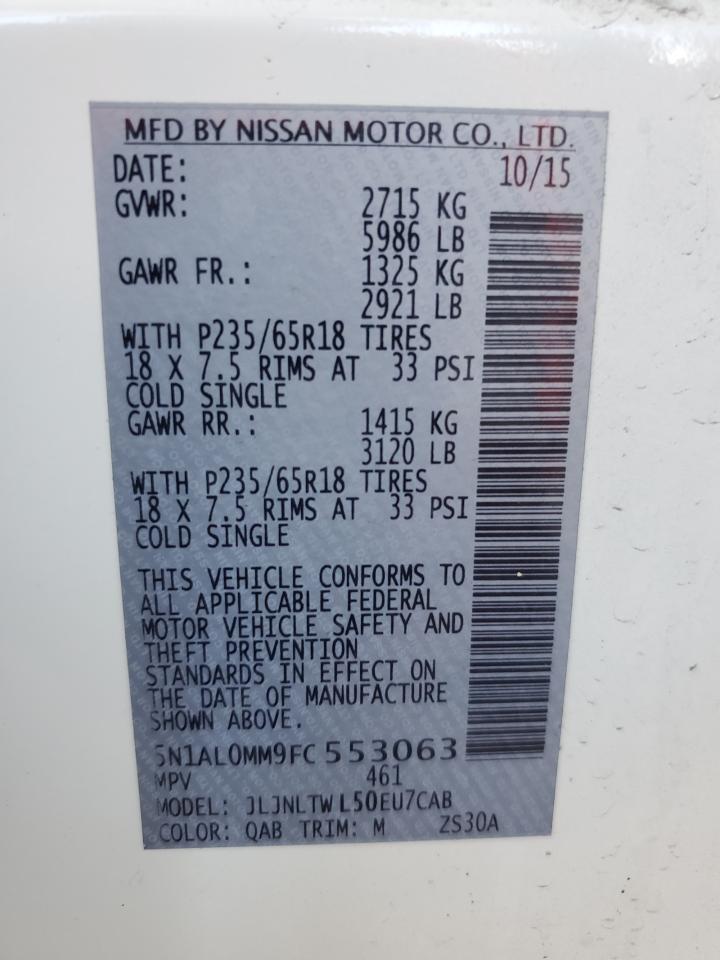 MFD BY NISSAN MOTOR CO., LTD.
DATE: 10/15
GVWR: 2715 KG
5986 LB
GAWR FR.: 1325 KG
2921 LB
WITH P235/65R18 TIRES
18 X 7.5 RIMS AT 33 PSI
COLD SINGLE
GAWR RR.: 1415 KG
3120 LB
WITH P235/65R18 TIRES
18 X 7.5 RIMS AT 33 PSI
COLD SINGLE
THIS VEHICLE CONFORMS TO
ALL APPLICABLE FEDERAL
MOTOR VEHICLE SAFETY AND
THEFT PREVENTION
STANDARDS IN EFFECT ON
THE DATE OF MANUFACTURE
SHOWN ABOVE.
5N1AL0MM9FC553063
MPV 461
MODEL: JLJNLTWL50EU7CAB
COLOR: QAB TRIM: M ZS30A